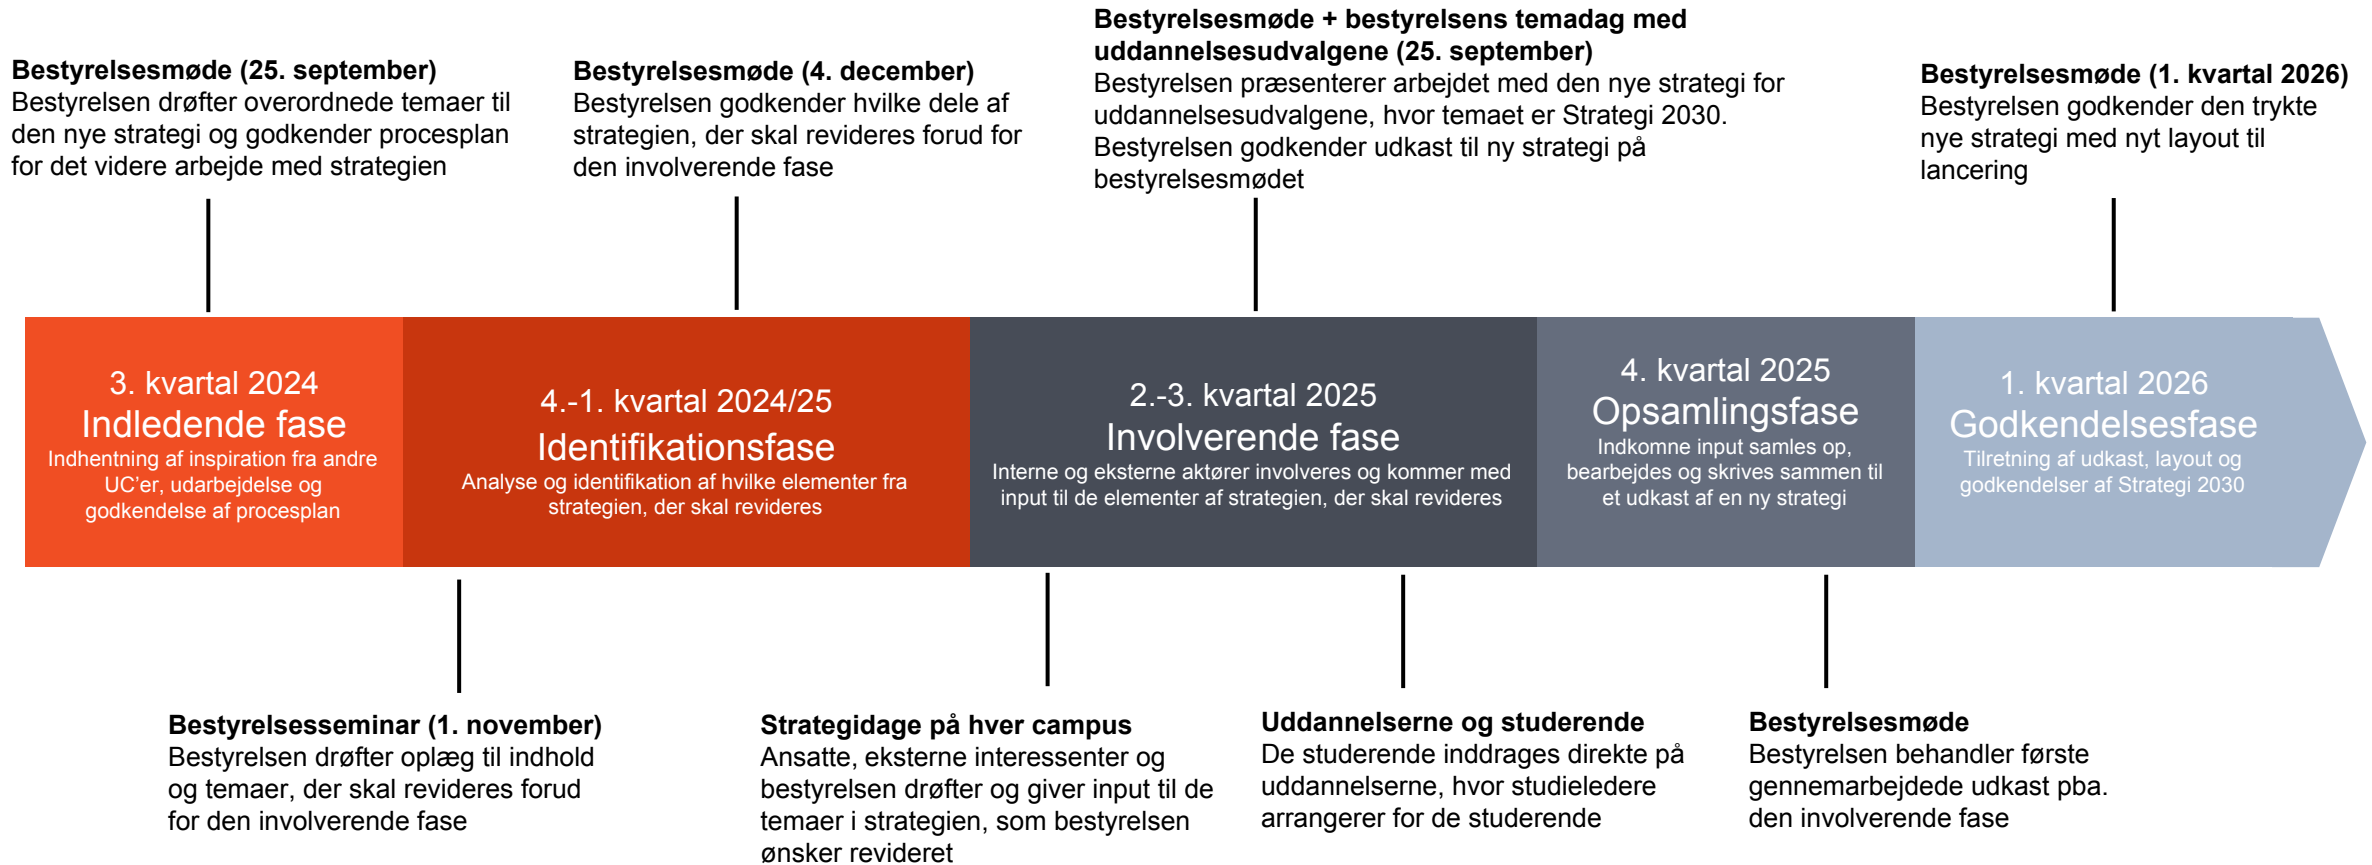 Bestyrelsesmøde (25. september)
Bestyrelsen drøfter overordnede temaer til
den nye strategi og godkender procesplan
for det videre arbejde med strategien
Bestyrelsesmøde (4. december)
Bestyrelsen godkender hvilke dele af
strategien, der skal revideres forud for
den involverende fase
Bestyrelsesmøde + bestyrelsens temadag med
uddannelsesudvalgene (25. september)
Bestyrelsen præsenterer arbejdet med den nye strategi for
uddannelsesudvalgene, hvor temaet er Strategi 2030.
Bestyrelsen godkender udkast til ny strategi på
bestyrelsesmødet
Bestyrelsesmøde (1. kvartal 2026)
Bestyrelsen godkender den trykte
nye strategi med nyt layout til
lancering
3. kvartal 2024
Indledende fase
Indhentning af inspiration fra andre
UC’er, udarbejdelse og
godkendelse af procesplan
4.-1. kvartal 2024/25
Identifikationsfase
Analyse og identifikation af hvilke elementer fra
strategien, der skal revideres
2.-3. kvartal 2025
Involverende fase
Interne og eksterne aktører involveres og kommer med
input til de elementer af strategien, der skal revideres
4. kvartal 2025
Opsamlingsfase
Indkomne input samles op,
bearbejdes og skrives sammen til
et udkast af en ny strategi
1. kvartal 2026
Godkendelsesfase
Tilretning af udkast, layout og
godkendelser af Strategi 2030
Bestyrelsesseminar (1. november)
Bestyrelsen drøfter oplæg til indhold
og temaer, der skal revideres forud
for den involverende fase
Strategidage på hver campus
Ansatte, eksterne interessenter og
bestyrelsen drøfter og giver input til de
temaer i strategien, som bestyrelsen
ønsker revideret
Uddannelserne og studerende
De studerende inddrages direkte på
uddannelserne, hvor studieledere
arrangerer for de studerende
Bestyrelsesmøde
Bestyrelsen behandler første
gennemarbejdede udkast pba.
den involverende fase